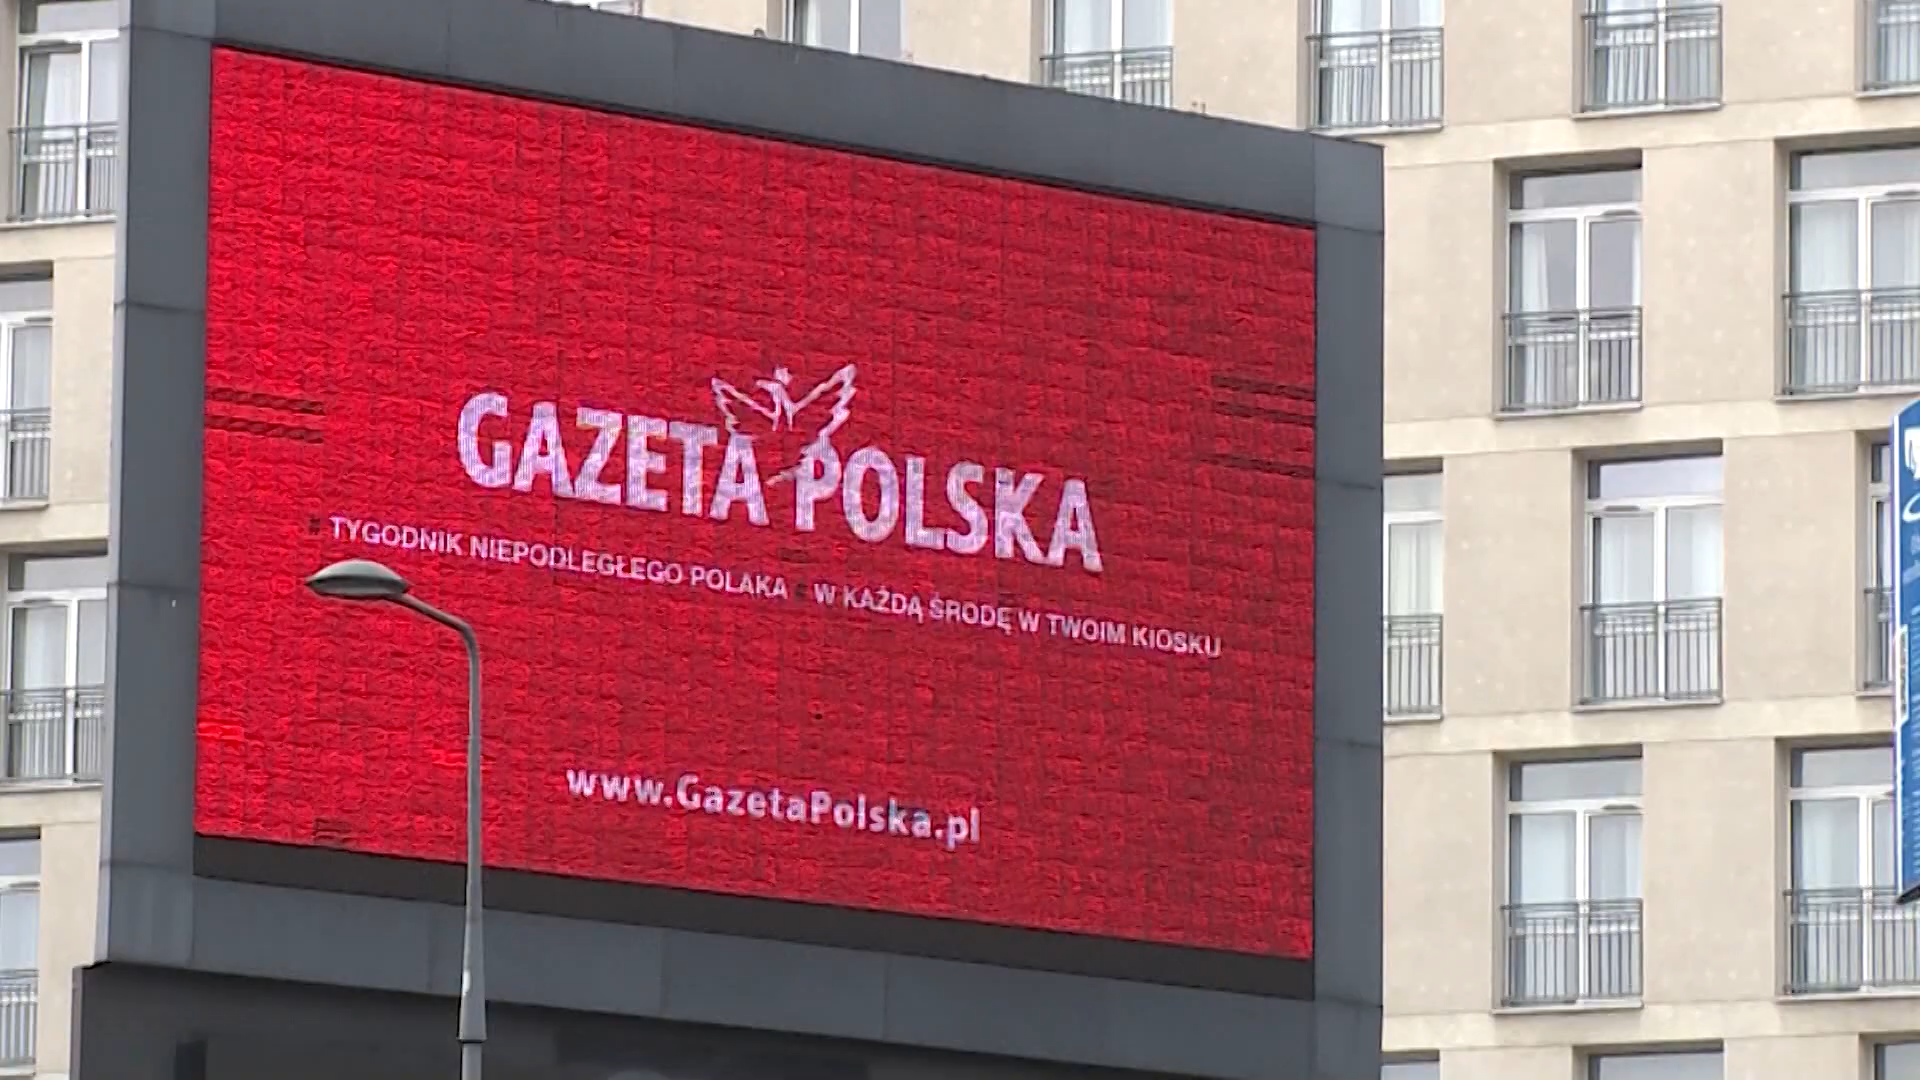 GAZETA POLSKA
TYGODNIK NIEPODLEGŁEGO POLAKA W KAŻDĄ ŚRODĘ W TWOIM KIOSKU
www.GazetaPolska.pl